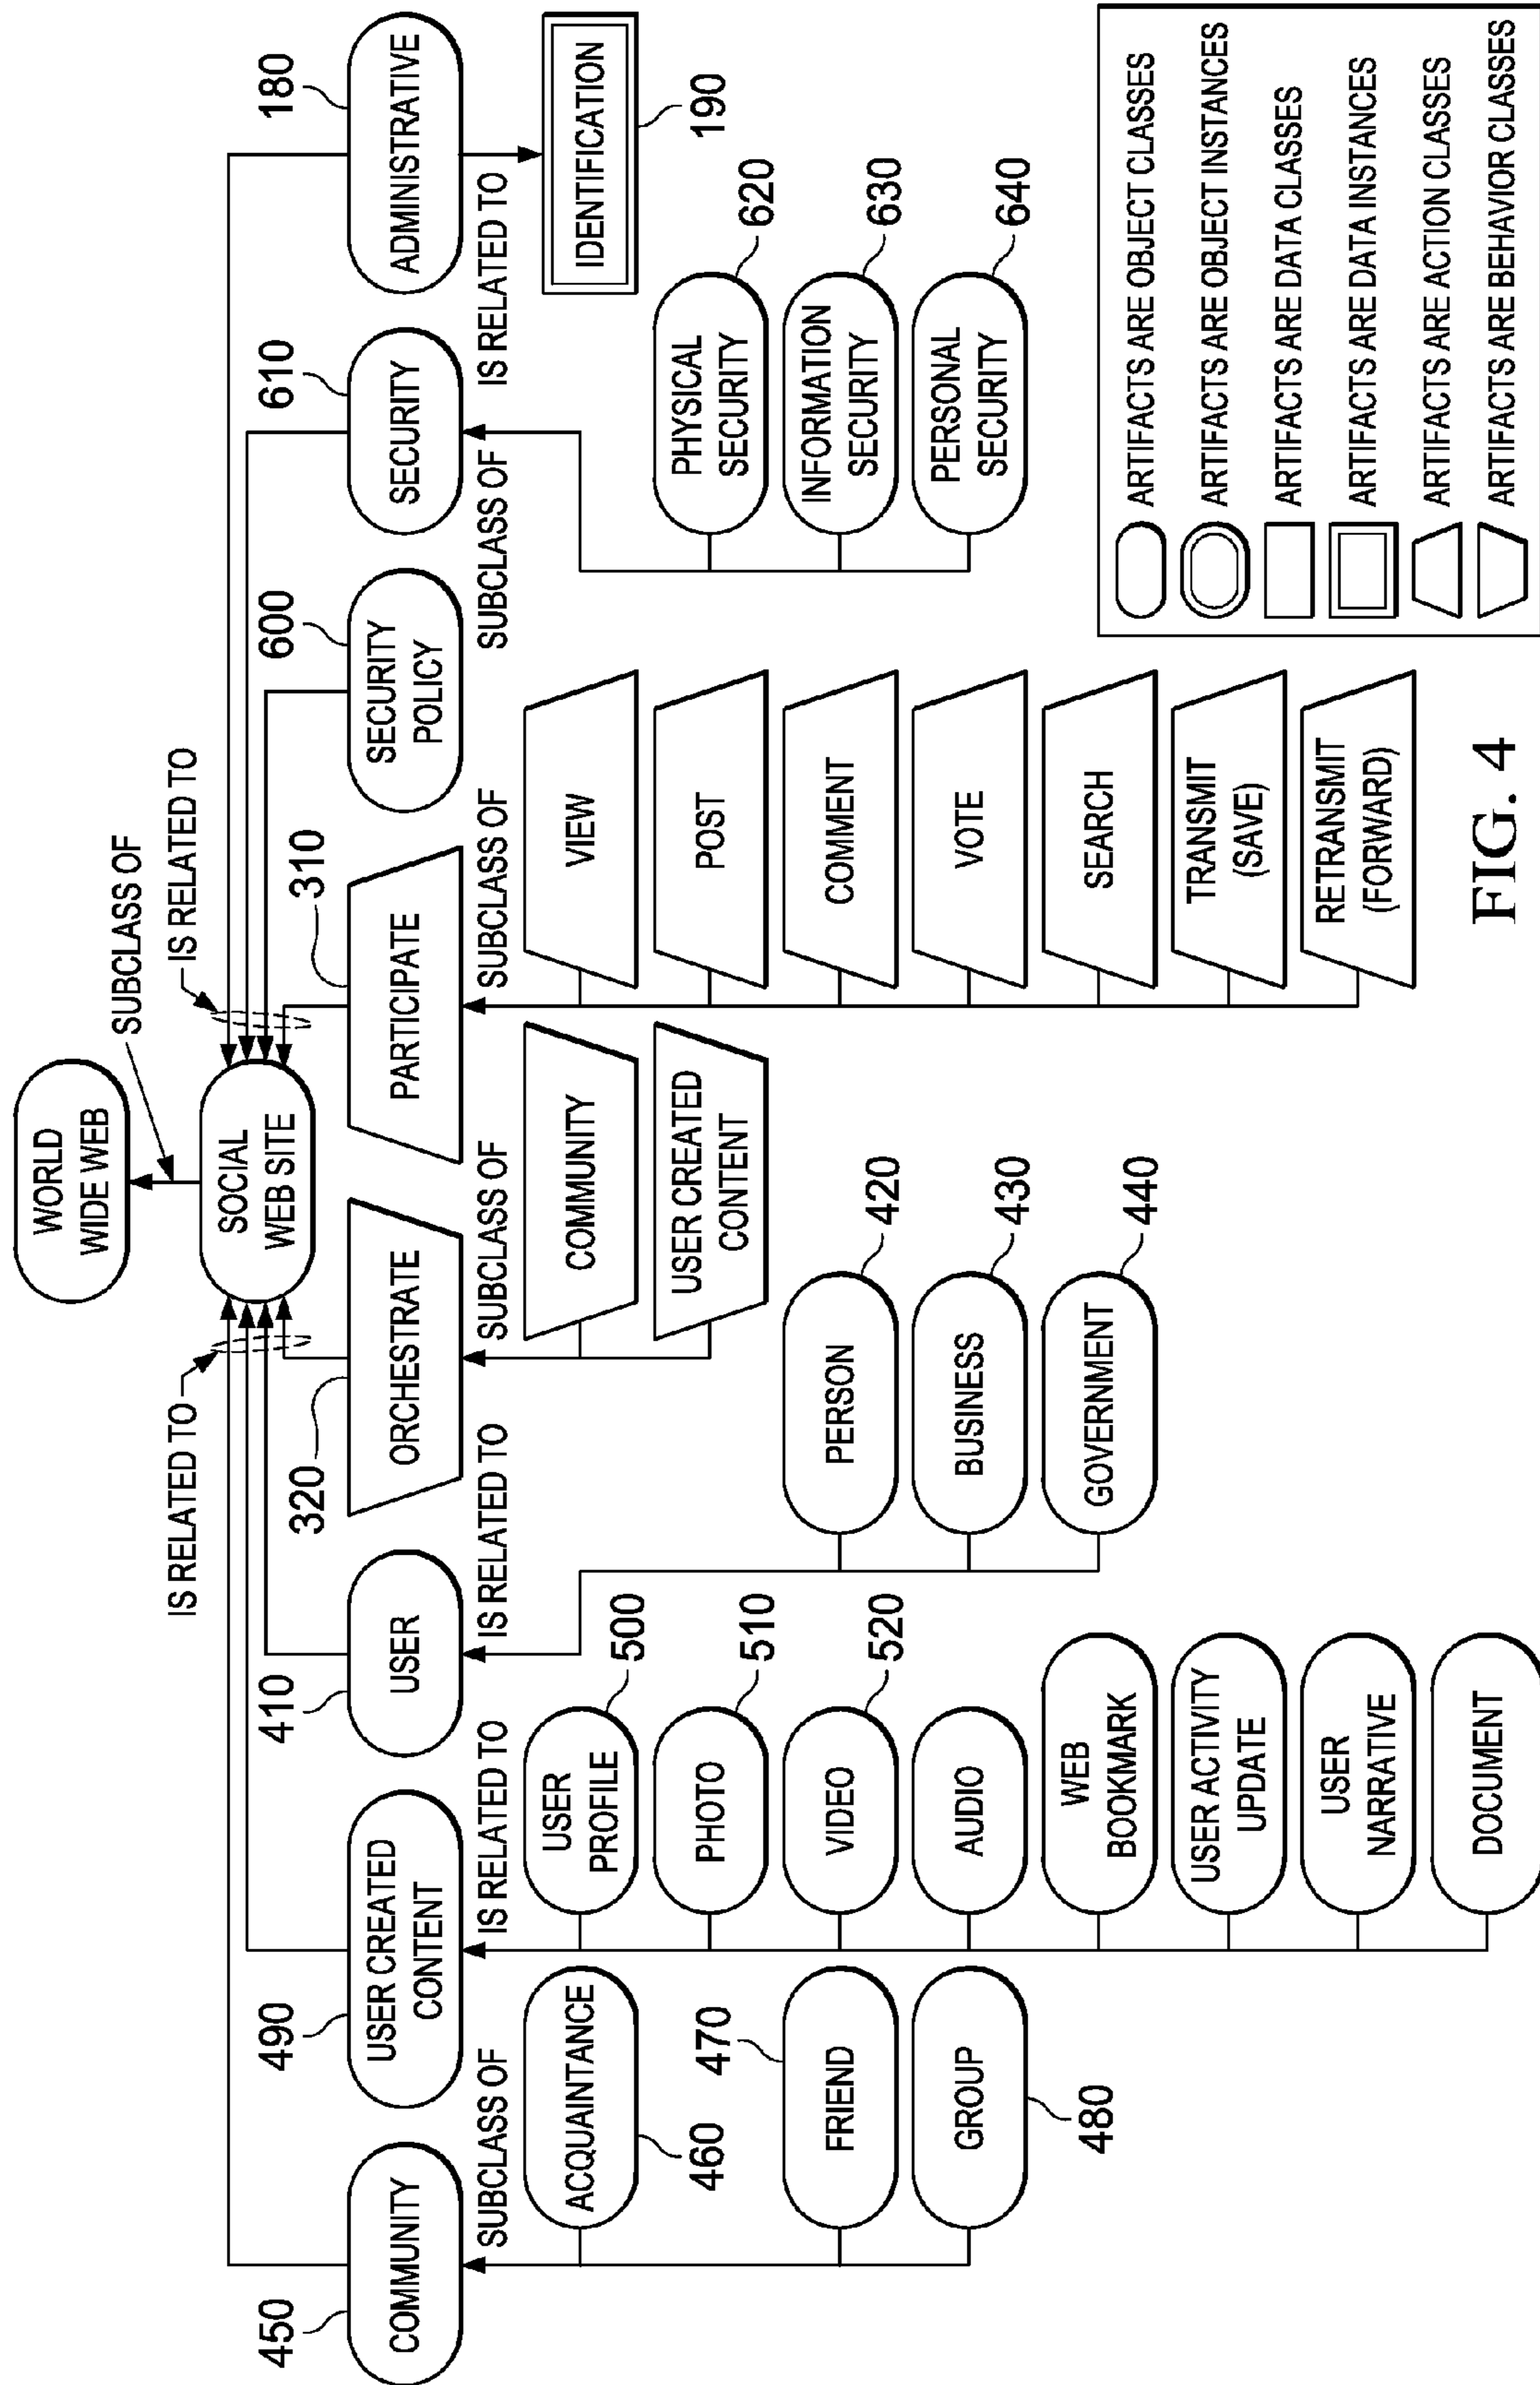 WORLD
WIDE WEB
SUBCLASS OF
IS RELATED TO
SOCIAL
WEB SITE
IS RELATED TO
450
COMMUNITY
490
USER CREATED
CONTENT
410
USER
320
ORCHESTRATE
310
PARTICIPATE
600
SECURITY
POLICY
610
SECURITY
180
ADMINISTRATIVE
SUBCLASS OF
IS RELATED TO
IS RELATED TO
SUBCLASS OF
SUBCLASS OF
SUBCLASS OF
IS RELATED TO
ACQUAINTANCE
460
470
FRIEND
GROUP
480
USER
PROFILE
500
PHOTO
510
VIDEO
520
AUDIO
WEB
BOOKMARK
USER ACTIVITY
UPDATE
USER
NARRATIVE
DOCUMENT
PERSON
420
BUSINESS
430
GOVERNMENT
440
COMMUNITY
USER CREATED
CONTENT
VIEW
POST
COMMENT
VOTE
SEARCH
TRANSMIT
(SAVE)
RETRANSMIT
(FORWARD)
PHYSICAL
SECURITY
620
INFORMATION
SECURITY
630
PERSONAL
SECURITY
640
IDENTIFICATION
190
ARTIFACTS ARE OBJECT CLASSES
ARTIFACTS ARE OBJECT INSTANCES
ARTIFACTS ARE DATA CLASSES
ARTIFACTS ARE DATA INSTANCES
ARTIFACTS ARE ACTION CLASSES
ARTIFACTS ARE BEHAVIOR CLASSES
FIG. 4